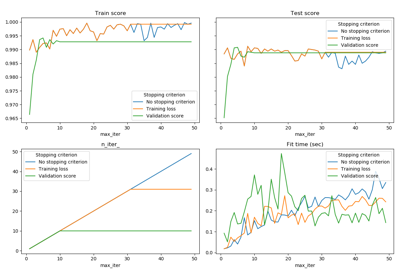 Train score
1.000
0.995
0.990
0.985
0.980
0.975
0.970
0.965
Stopping criterion
No stopping criterion
Training loss
Validation score
0 10 20 30 40 50
max_iter
Test score
Stopping criterion
No stopping criterion
Training loss
Validation score
0 10 20 30 40 50
max_iter
n_iter_
50
40
30
20
10
0
Stopping criterion
No stopping criterion
Training loss
Validation score
0 10 20 30 40 50
max_iter
Fit time (sec)
0.4
0.3
0.2
0.1
0.0
Stopping criterion
No stopping criterion
Training loss
Validation score
0 10 20 30 40 50
max_iter